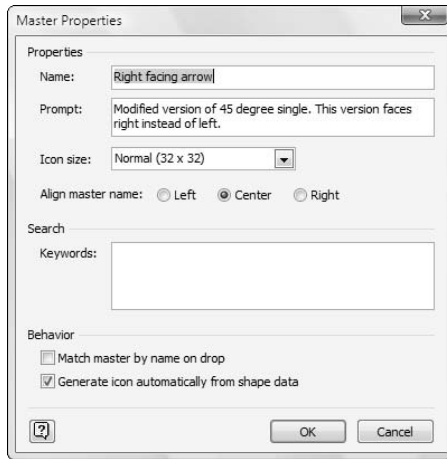 Master Properties
Properties
Name: Right facing arrow
Prompt: Modified version of 45 degree single. This version faces
right instead of left.
Icon size: Normal (32 x 32)
Align master name: Left Center Right
Search
Keywords:
Behavior
Match master by name on drop
Generate icon automatically from shape data
OK Cancel